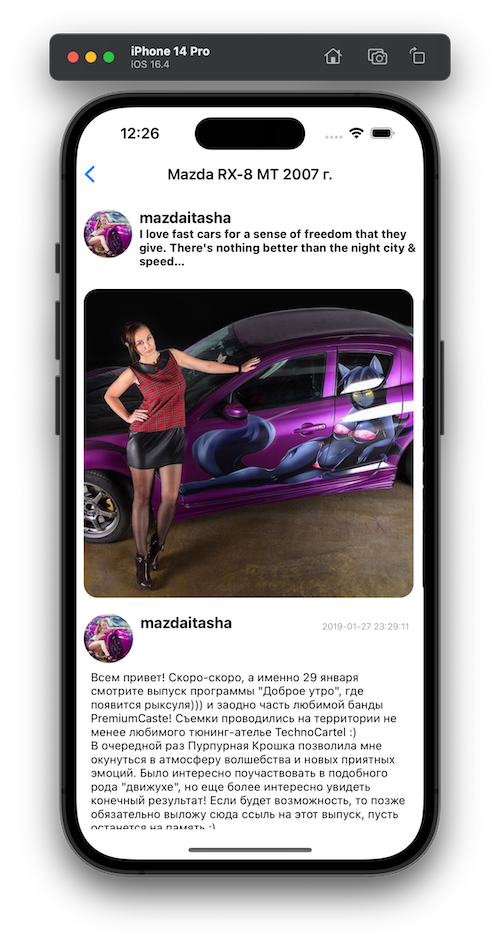 iPhone 14 Pro
iOS 16.4
12:26
Mazda RX-8 MT 2007 г.
mazdaitasha
I love fast cars for a sense of freedom that they
give. There's nothing better than the night city &
speed...
mazdaitasha
2019-01-27 23:29:11
Всем привет! Скоро-скоро, а именно 29 января
смотрите выпуск программы "Доброе утро", где
появится рыксуля))) и заодно часть любимой банды
PremiumCaste! Съемки проводились на территории не
менее любимого тюнинг-ателье TechnoCartel :)
В очередной раз Пурпурная Крошка позволила мне
окунуться в атмосферу волшебства и новых приятных
эмоций. Было интересно поучаствовать в подобного
рода "движухе", но еще более интересно увидеть
конечный результат! Если будет возможность, то позже
обязательно выложу сюда ссыль на этот выпуск, пусть
останется на память :)